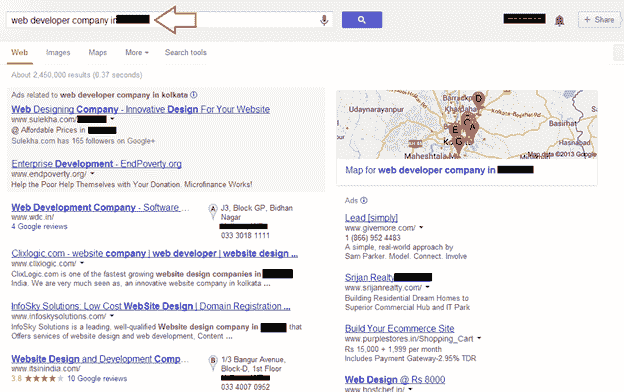 web developer company in
Share
Web Images Maps More Search tools
About 2,450,000 results (0.37 seconds)
Ads related to web developer company in kolkata
Web Designing Company - Innovative Design For Your Website
www.sulekha.com/
@ Affordable Prices in
Sulekha.com has 165 followers on Google+
Enterprise Development - EndPoverty.org
www.endpoverty.org/
Help the Poor Help Themselves with Your Donation. Microfinance Works!
Web Development Company - Software ...
www.wdc.in/
4 Google reviews
A
J3, Block GP, Bidhan
Nagar
033 3018 1111
Clixlogic.com - website company | web developer | website design ...
www.clixlogic.com/
ClixLogic.com is one of the fastest growing website design companies in
India. We are very much seen as, an innovative website company in kolkata ...
InfoSky Solutions: Low Cost WebSite Design | Domain Registration ...
www.infoskysolutions.com/
InfoSky Solutions is a leading, well-qualified Website design company in that
Offers services of website design and web development, Content ...
Website Design and Development Comp...
www.itsinindia.com/
3.8 10 Google reviews
B
1/3 Bangur Avenue,
Block-D, 1st Floor
033 4007 0952
Barrackpur
D
Udaynarayanpur
Khardaha
C A
E
G
Basirhat
Maheshtala
Hasnabad
Map data ©2013 Google
Map for web developer company in
Ads
Lead [simply]
www.givemore.com/
1 (866) 952 4483
A simple, real-world approach by
Sam Parker. Model. Connect. Involve
Srijan Realty
www.srijanrealty.com/
Building Residential Dream Homes to
Superior Commercial Hub and IT Park
Build Your Ecommerce Site
www.purplestores.in/Shopping_Cart
Rs 15,000 + 1,999 per month
Includes Payment Gateway-2.95% TDR
Web Design @ Rs 8000
www.hostchef.in/